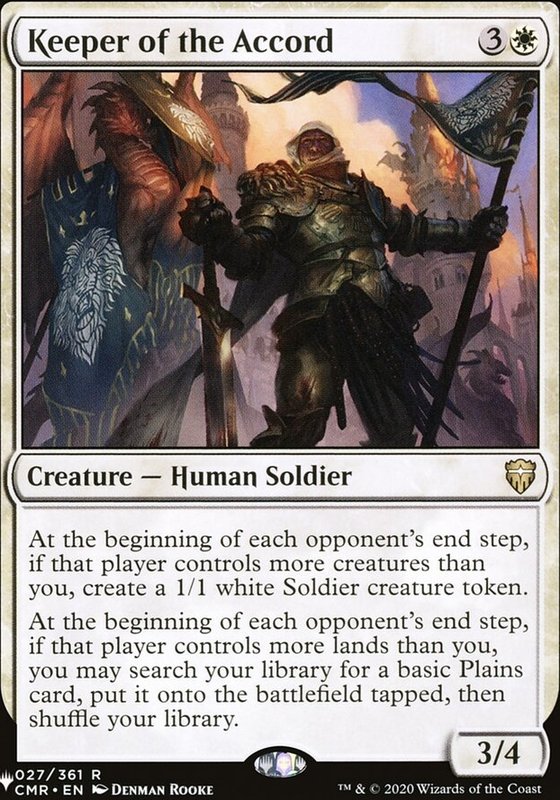 Keeper of the Accord 3
Creature — Human Soldier
At the beginning of each opponent's end step,
if that player controls more creatures than
you, create a 1/1 white Soldier creature token.
At the beginning of each opponent's end step,
if that player controls more lands than you,
you may search your library for a basic Plains
card, put it onto the battlefield tapped, then
shuffle your library.
3/4
027/361 R
CMR • EN DENMAN ROOKE
™ & © 2020 Wizards of the Coast